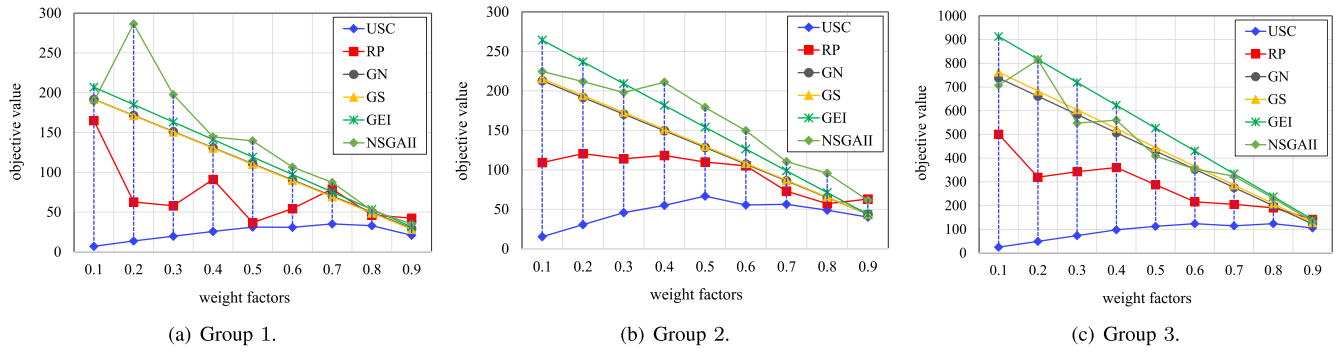 300
250
200
150
100
50
0
objective value
0.1 0.2 0.3 0.4 0.5 0.6 0.7 0.8 0.9
weight factors
USC
RP
GN
GS
GEI
NSGAII
(a) Group 1.
300
250
200
150
100
50
0
objective value
0.1 0.2 0.3 0.4 0.5 0.6 0.7 0.8 0.9
weight factors
USC
RP
GN
GS
GEI
NSGAII
(b) Group 2.
1000
900
800
700
600
500
400
300
200
100
0
objective value
0.1 0.2 0.3 0.4 0.5 0.6 0.7 0.8 0.9
weight factors
USC
RP
GN
GS
GEI
NSGAII
(c) Group 3.